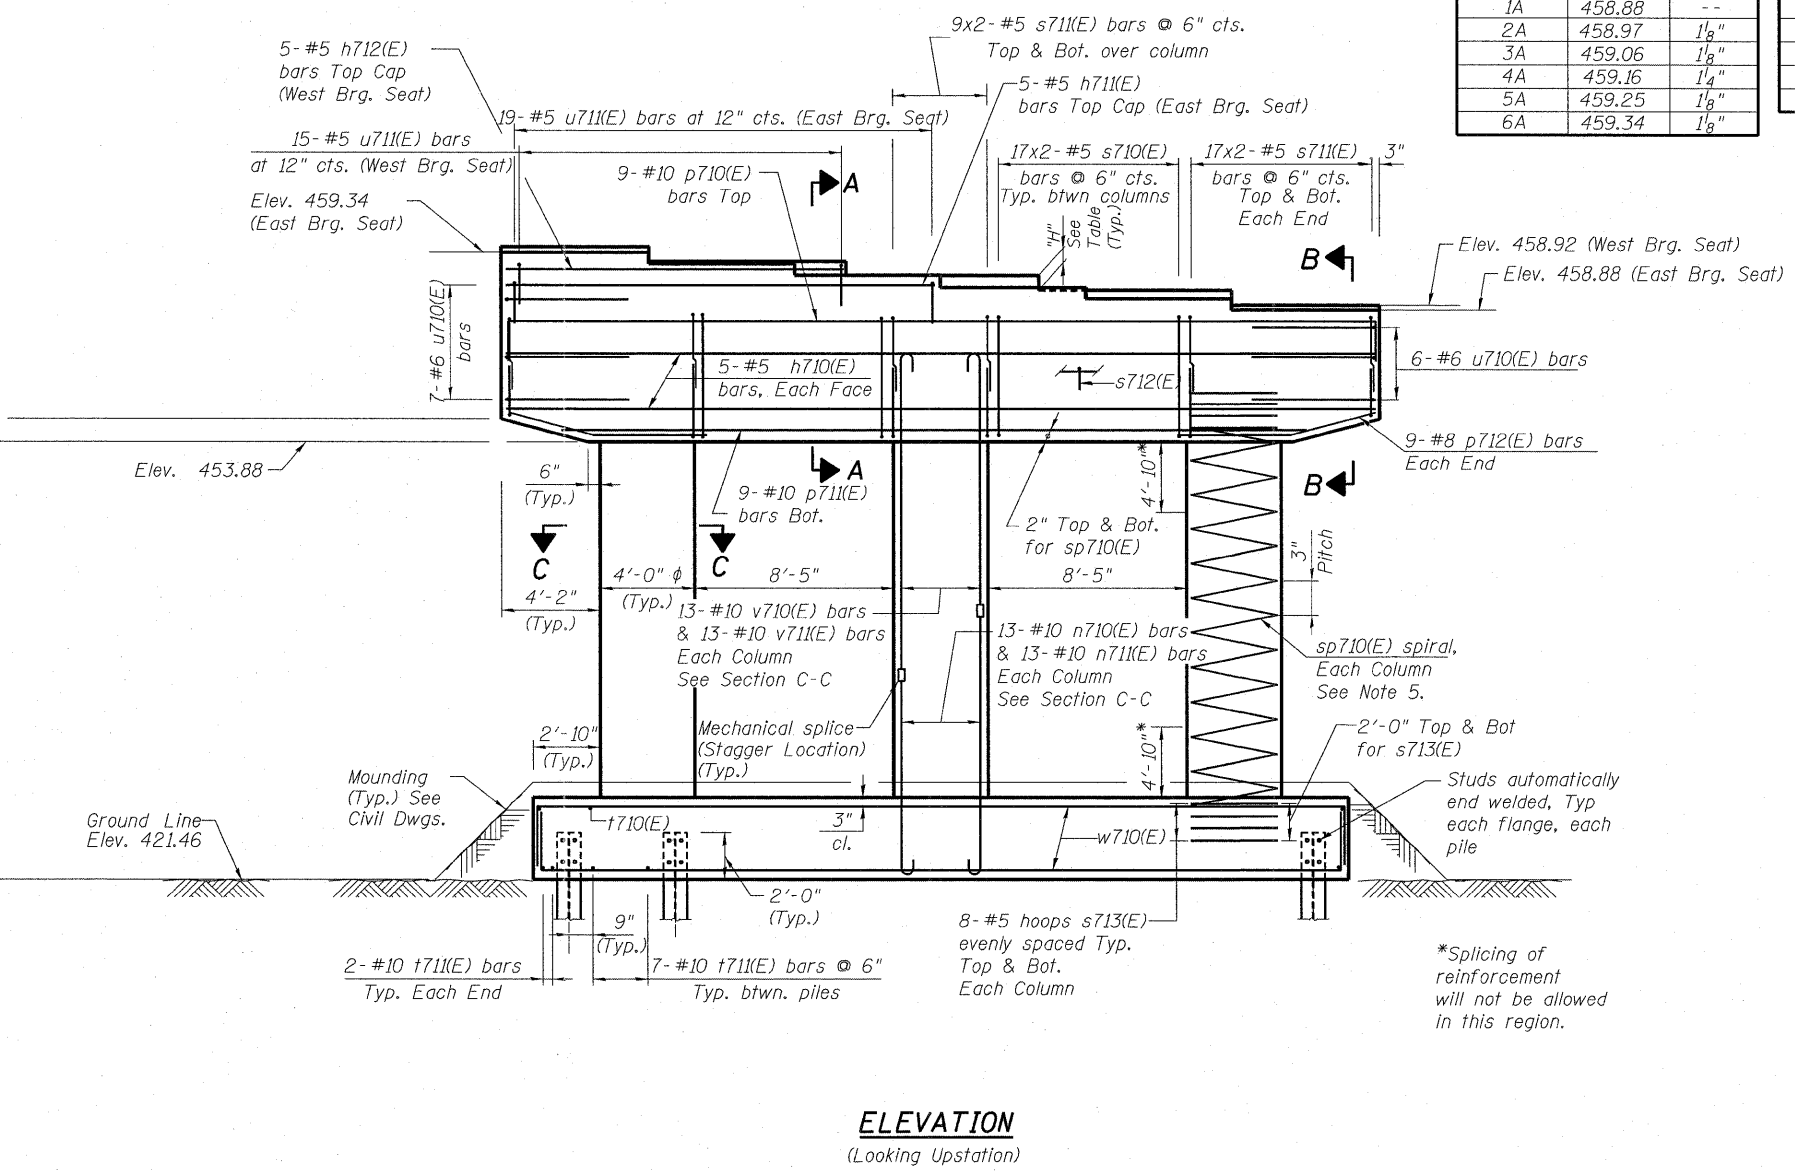 9x2-#5 s711(E) bars @ 6" cts.
Top & Bot. over column
5-#5 h712(E)
bars Top Cap
(West Brg. Seat)
5-#5 h711(E)
bars Top Cap (East Brg. Seat)
19-#5 u711(E) bars at 12" cts. (East Brg. Seat)
15-#5 u711(E) bars
at 12" cts. (West Brg. Seat)
1A 458.88 --
2A 458.97 1 1/8"
3A 459.06 1 1/8"
4A 459.16 1 1/4"
5A 459.25 1 1/8"
6A 459.34 1 1/8"
9-#10 p710(E)
bars Top
A
17x2-#5 s710(E)
bars @ 6" cts.
Typ. btwn columns
17x2-#5 s711(E)
bars @ 6" cts.
Top & Bot.
Each End
3"
Elev. 459.34
(East Brg. Seat)
"H"
See
Table
(Typ.)
B
Elev. 458.92 (West Brg. Seat)
Elev. 458.88 (East Brg. Seat)
7-#6 u710(E)
bars
5-#5 h710(E)
bars, Each Face
s712(E)
6-#6 u710(E) bars
Elev. 453.88
6"
(Typ.)
A
9-#10 p711(E)
bars Bot.
2" Top & Bot.
for sp710(E)
4'-10"*
B
9-#8 p712(E) bars
Each End
C
C
4'-2"
(Typ.)
4'-0" ϕ
(Typ.)
8'-5"
8'-5"
3"
Pitch
13-#10 v710(E) bars
& 13-#10 v711(E) bars
Each Column
See Section C-C
13-#10 n710(E) bars
& 13-#10 n711(E) bars
Each Column
See Section C-C
sp710(E) spiral,
Each Column
See Note 5.
2'-10"
(Typ.)
Mechanical splice
(Stagger Location)
(Typ.)
4'-10"*
2'-0" Top & Bot
for s713(E)
Mounding
(Typ.) See
Civil Dwgs.
Studs automatically
end welded, Typ
each flange, each
pile
Ground Line
Elev. 421.46
t710(E)
3"
cl.
w710(E)
2'-0"
(Typ.)
9"
(Typ.)
2-#10 t711(E) bars
Typ. Each End
7-#10 t711(E) bars @ 6"
Typ. btwn. piles
8-#5 hoops s713(E)
evenly spaced Typ.
Top & Bot.
Each Column
*Splicing of
reinforcement
will not be allowed
in this region.
ELEVATION
(Looking Upstation)